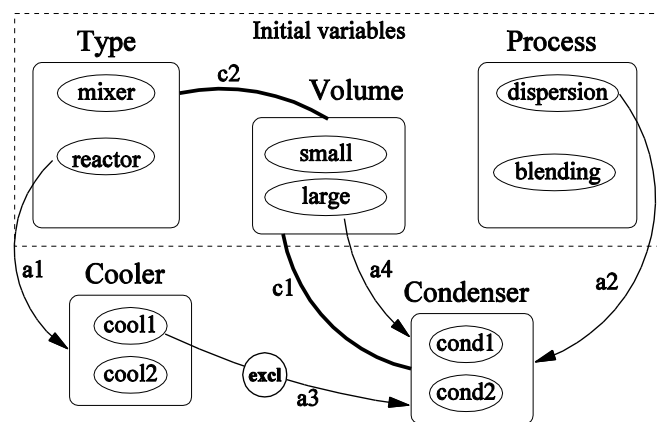 Initial variables
Type
Process
Volume
mixer
c2
dispersion
reactor
small
blending
large
a1
Cooler
c1
a4
a2
Condenser
cool1
cond1
cool2
excl
a3
cond2